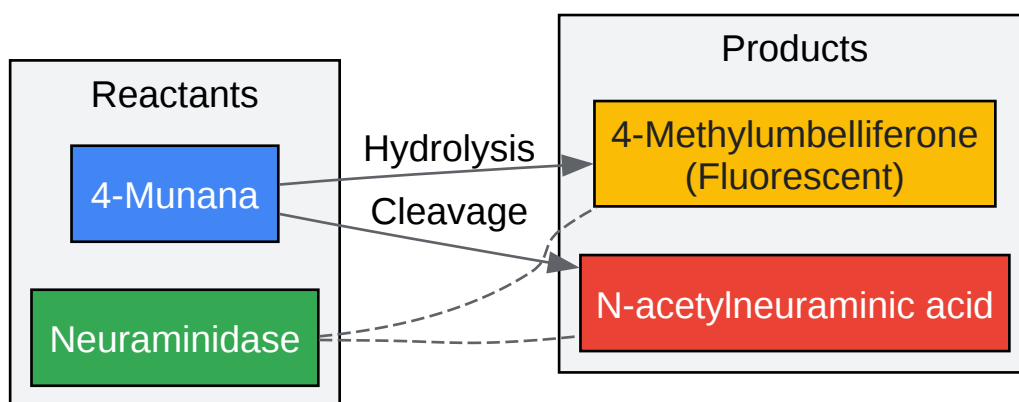 Reactants
4-Munana
Neuraminidase
Hydrolysis
Cleavage
Products
4-Methylumbelliferone
(Fluorescent)
N-acetylneuraminic acid